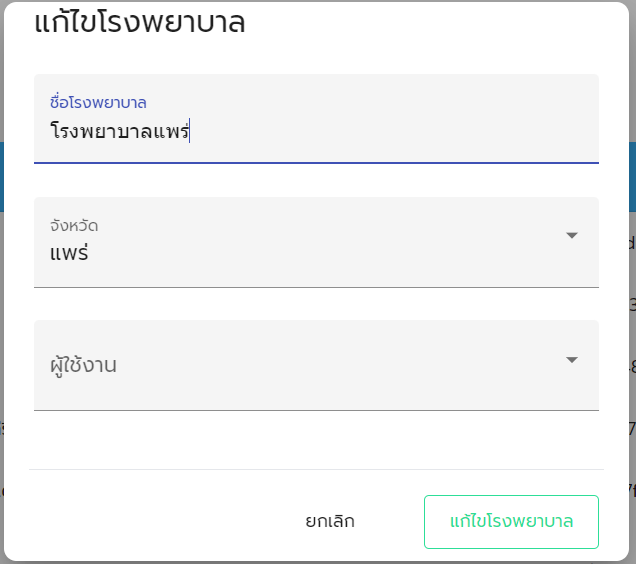 แก้ไขโรงพยาบาล
ชื่อโรงพยาบาล
โรงพยาบาลแพร่
จังหวัด
แพร่
ผู้ใช้งาน
ยกเลิก
แก้ไขโรงพยาบาล